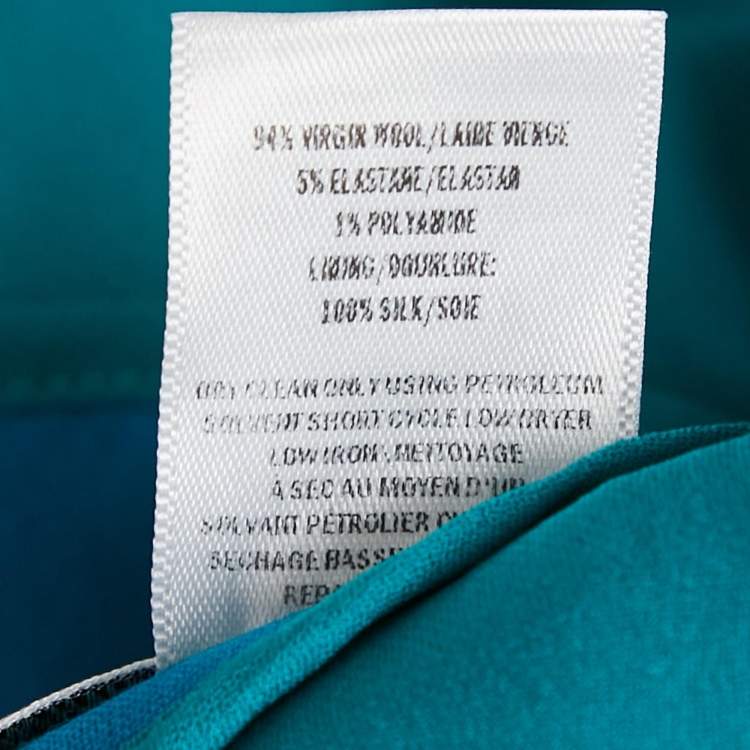 94% VIRGIN WOOL/LAINE VIERGE
5% ELASTANE/ELASTAN
1% POLYAMIDE
LINING/DOUBLURE:
100% SILK/SOIE
DRY CLEAN ONLY USING PETROLEUM
SOLVENT SHORT CYCLE LOW DRYER
LOW IRON\NETTOYAGE
À SEC AU MOYEN D'UN
SOLVANT PETROLIER
SECHAGE